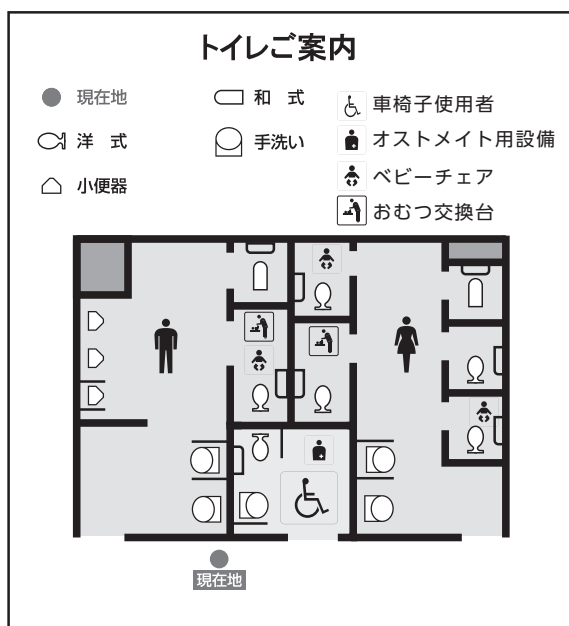 トイレご案内
現在地
洋　式
小便器
和　式
手洗い
車椅子使用者
オストメイト用設備
ベビーチェア
おむつ交換台
現在地